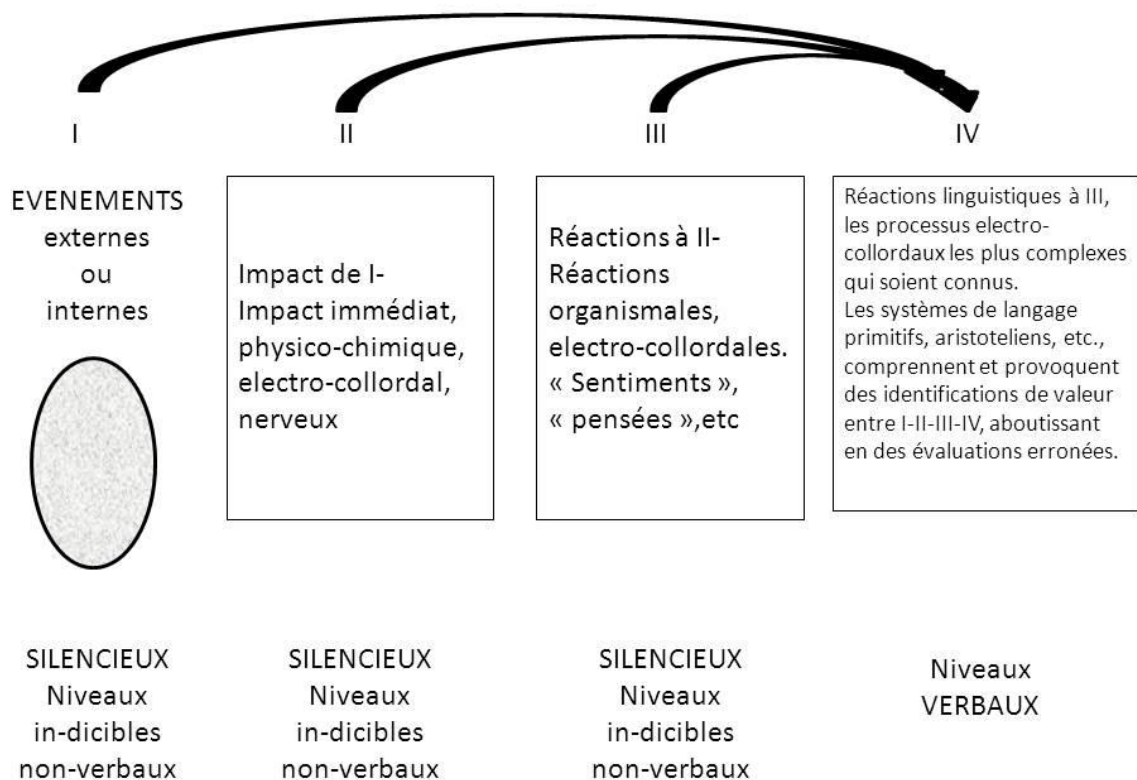 I
II
III
IV
EVENEMENTS
externes
ou
internes
Impact de I-
Impact immédiat,
physico-chimique,
electro-collordal,
nerveux
Réactions à II-
Réactions
organismales,
electro-collordales.
« Sentiments »,
« pensées »,etc
Réactions linguistiques à III,
les processus electro-
collordaux les plus complexes
qui soient connus.
Les systèmes de langage
primitifs, aristoteliens, etc.,
comprennent et provoquent
des identifications de valeur
entre I-II-III-IV, aboutissant
en des évaluations erronées.
SILENCIEUX
Niveaux
in-dicibles
non-verbaux
SILENCIEUX
Niveaux
in-dicibles
non-verbaux
SILENCIEUX
Niveaux
in-dicibles
non-verbaux
Niveaux
VERBAUX